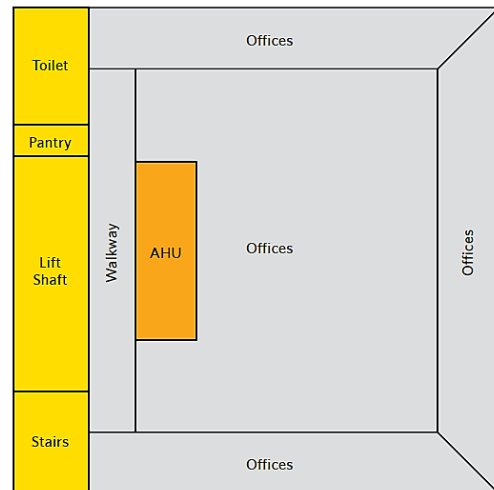 Offices
Toilet
Pantry
Lift
Shaft
Walkway
AHU
Offices
Offices
Stairs
Offices